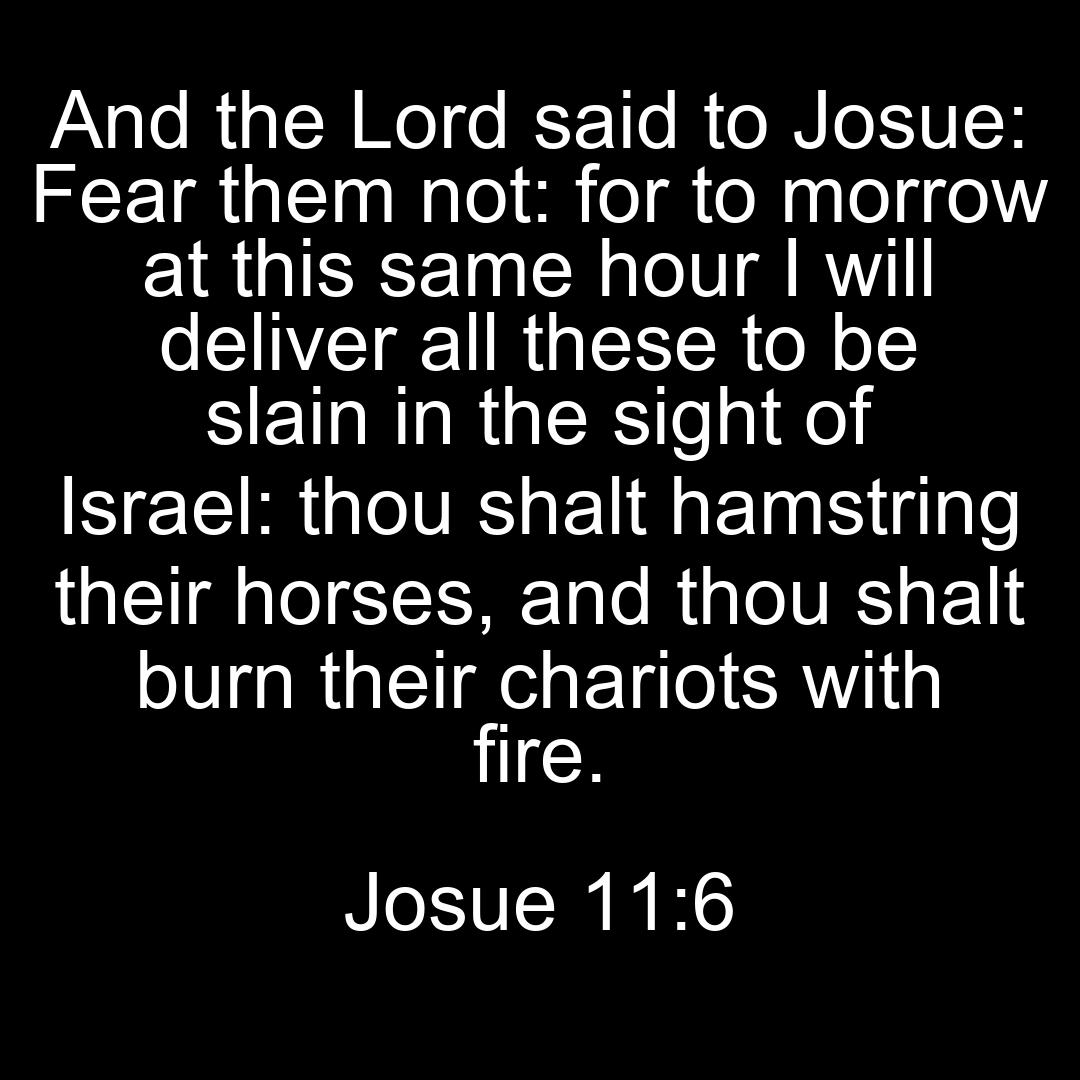 And the Lord said to Josue:
Fear them not: for to morrow
at this same hour I will
deliver all these to be
slain in the sight of
Israel: thou shalt hamstring
their horses, and thou shalt
burn their chariots with
fire.
Josue 11:6